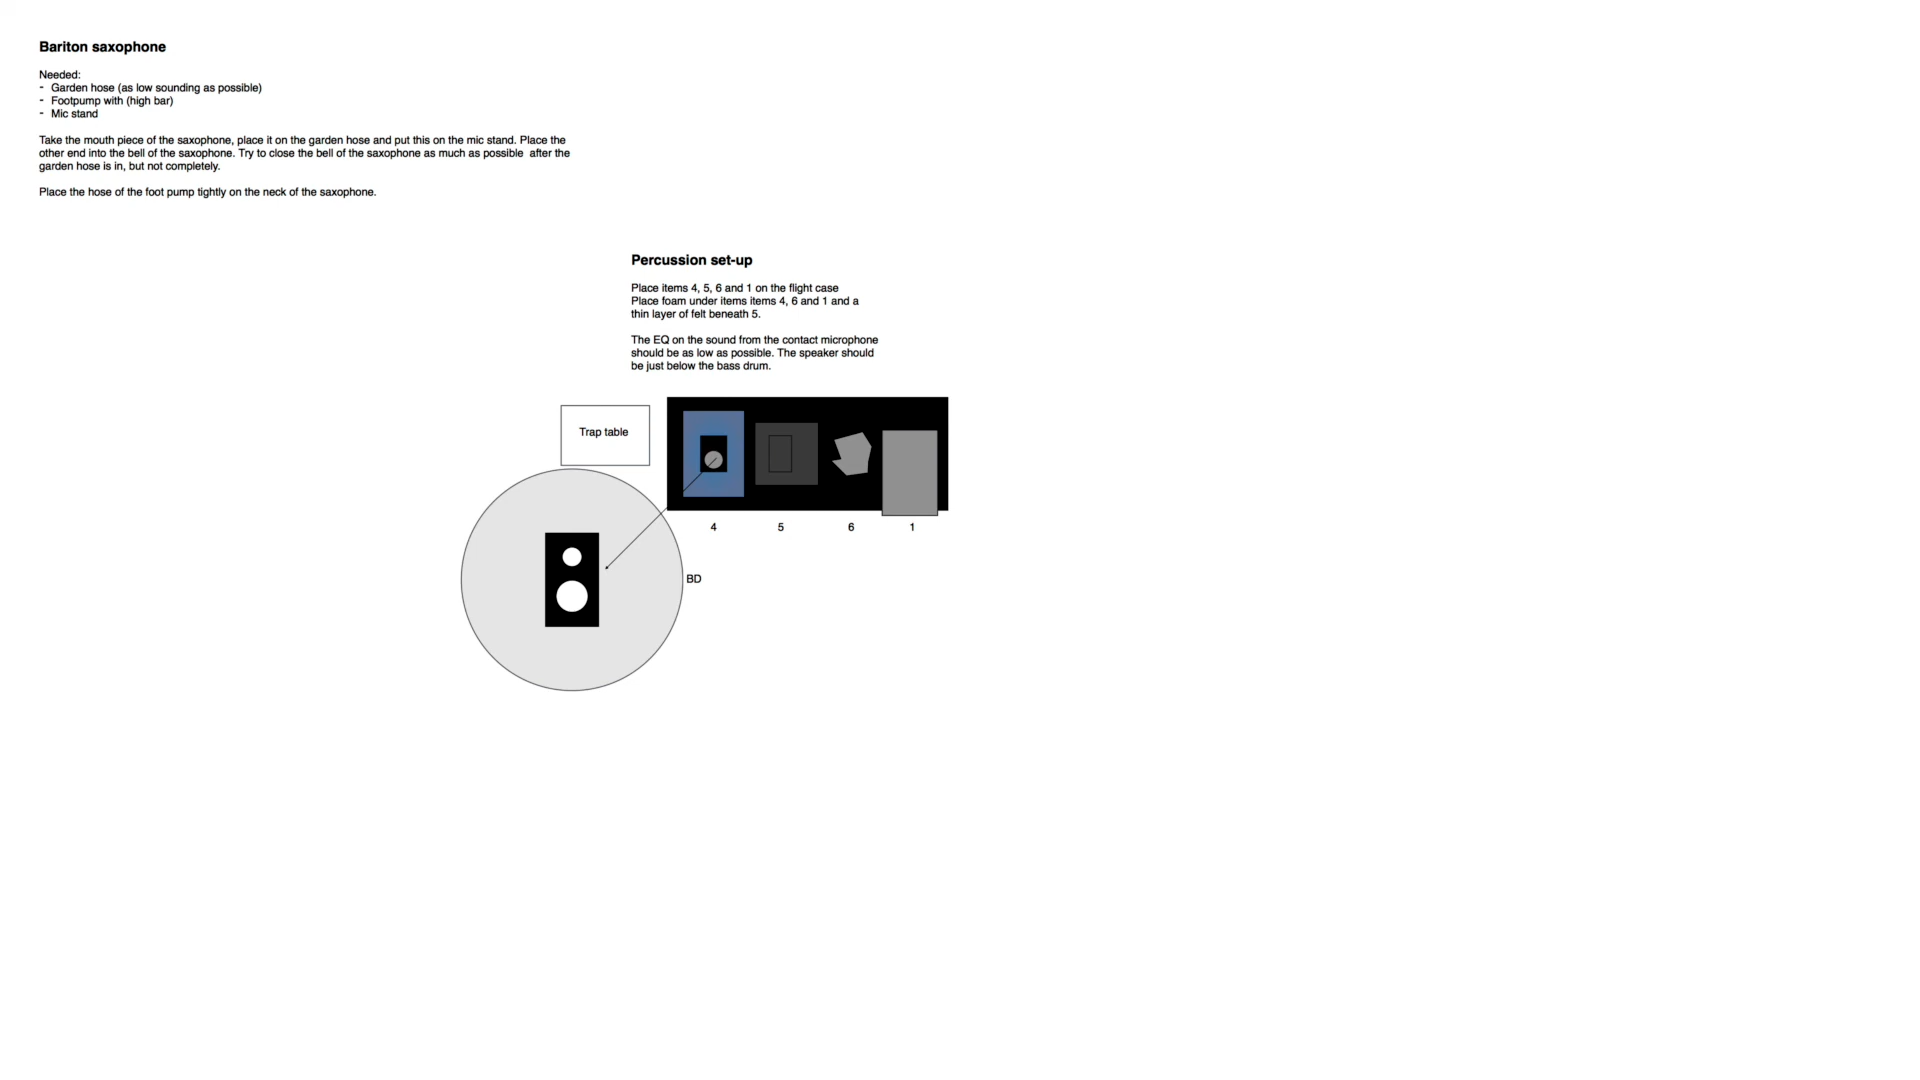 Bariton saxophone
Needed:
- Garden hose (as low sounding as possible)
- Footpump with (high bar)
- Mic stand
Take the mouth piece of the saxophone, place it on the garden hose and put this on the mic stand. Place the
other end into the bell of the saxophone. Try to close the bell of the saxophone as much as possible  after the
garden hose is in, but not completely.
Place the hose of the foot pump tightly on the neck of the saxophone.
Percussion set-up
Place items 4, 5, 6 and 1 on the flight case
Place foam under items items 4, 6 and 1 and a
thin layer of felt beneath 5.
The EQ on the sound from the contact microphone
should be as low as possible. The speaker should
be just below the bass drum.
Trap table
4 5 6 1
BD